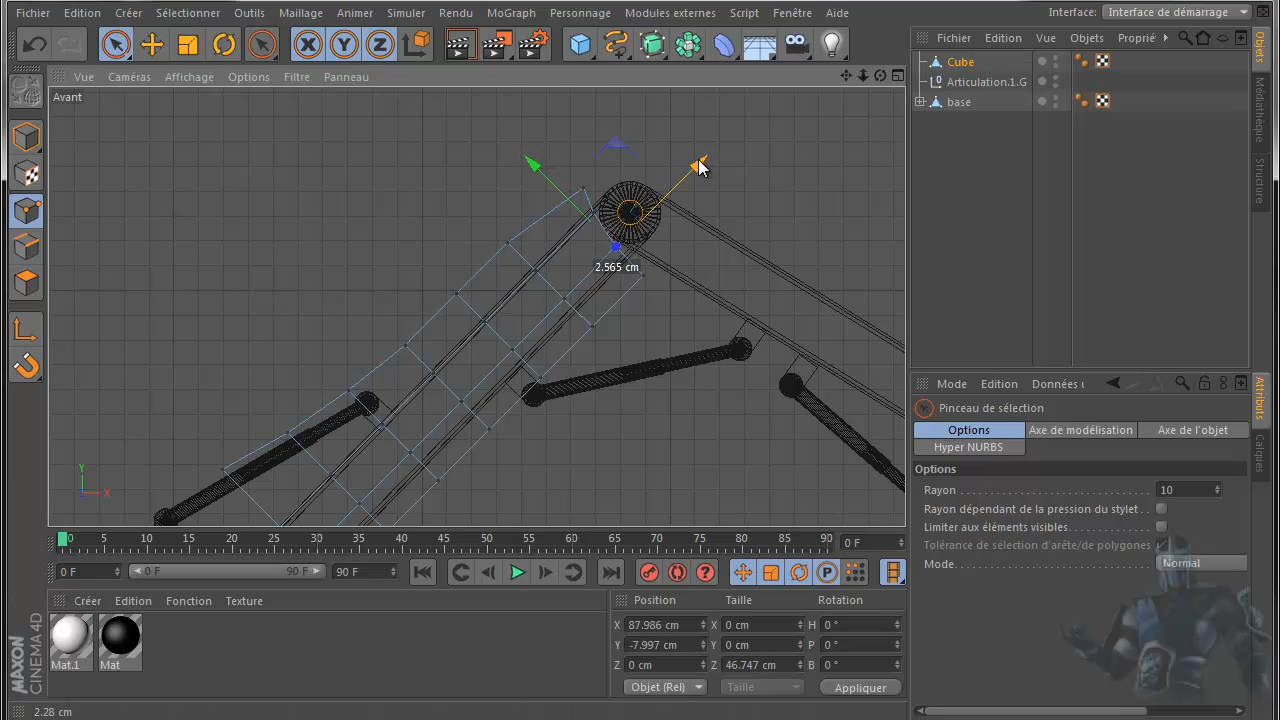 Fichier Edition Créer Sélectionner Outils Maillage Animer Simuler Rendu MoGraph Personnage Modules externes Script Fenêtre Aide Interface: Interface de démarrage
Vue Caméras Affichage Options Filtre Panneau
Avant
2.565 cm
Y
X
0 5 10 15 20 25 30 35 40 45 50 55 60 65 70 75 80 85 90 0 F
0 F 0 F 90 F 90 F
Créer Edition Fonction Texture
Mat.1 Mat
MAXON CINEMA 4D
Position Taille Rotation
X 87.986 cm X 0 cm H 0 °
Y -7.997 cm Y 0 cm P 0 °
Z 0 cm Z 46.747 cm B 0 °
Objet (Rel) Taille Appliquer
2.28 cm
Fichier Edition Vue Objets Proprié
Cube
Articulation.1.G
base
Objets
Médiathèque
Structure
Mode Edition Données
Pinceau de sélection
Options Axe de modélisation Axe de l'objet
Hyper NURBS
Options
Rayon 10
Rayon dépendant de la pression du stylet
Limiter aux éléments visibles
Tolérance de sélection d'arête/de polygones
Mode Normal
Attributs
Calques